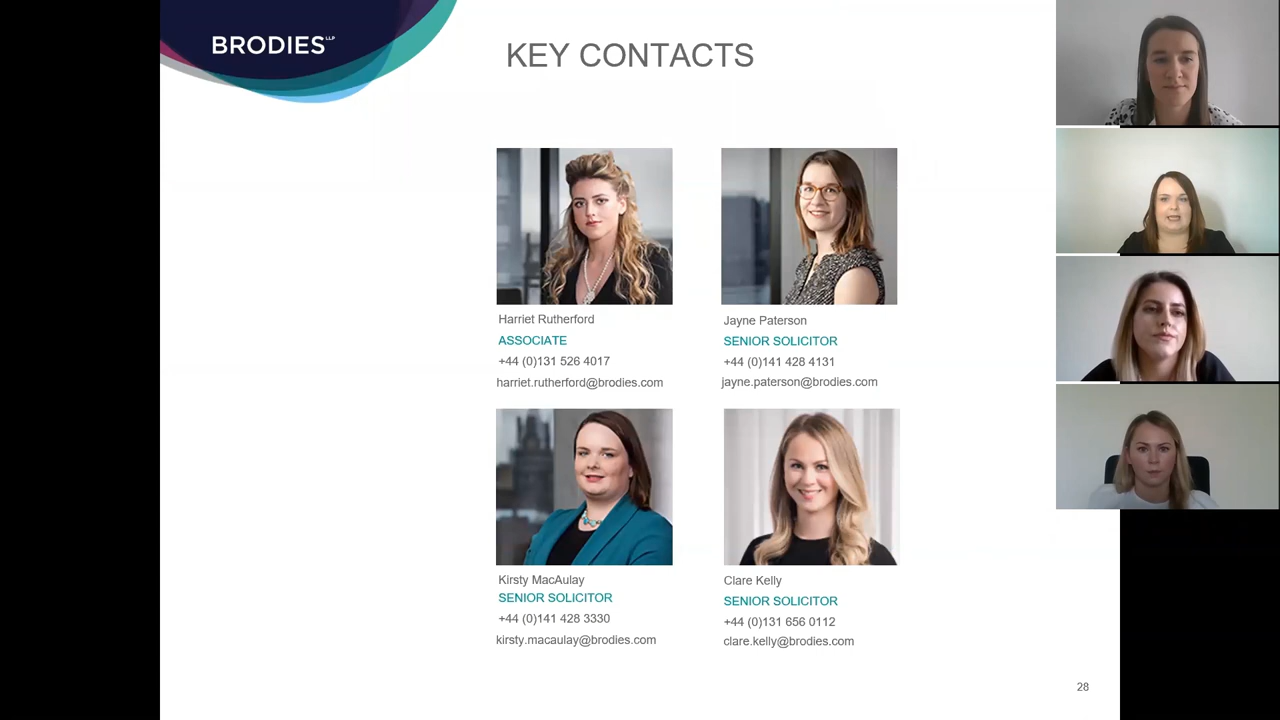 BRODIES LLP
KEY CONTACTS
Harriet Rutherford
ASSOCIATE
+44 (0)131 526 4017
harriet.rutherford@brodies.com
Jayne Paterson
SENIOR SOLICITOR
+44 (0)141 428 4131
jayne.paterson@brodies.com
Kirsty MacAulay
SENIOR SOLICITOR
+44 (0)141 428 3330
kirsty.macaulay@brodies.com
Clare Kelly
SENIOR SOLICITOR
+44 (0)131 656 0112
clare.kelly@brodies.com
28